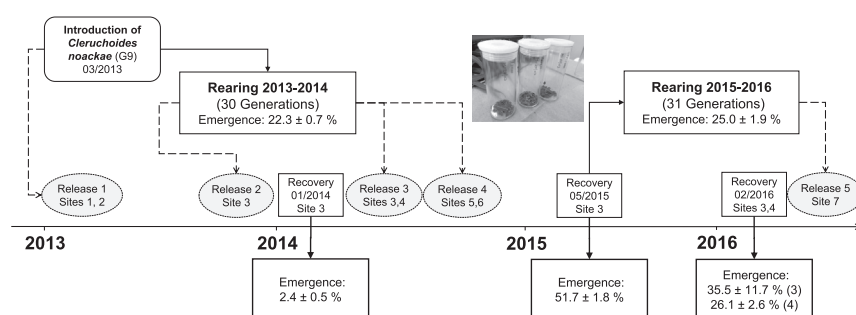 Introduction of
Cleruchoides
noackae (G9)
03/2013
Rearing 2013-2014
(30 Generations)
Emergence: 22.3 ± 0.7 %
Rearing 2015-2016
(31 Generations)
Emergence: 25.0 ± 1.9 %
Release 1
Sites 1, 2
Release 2
Site 3
Recovery
01/2014
Site 3
Release 3
Sites 3,4
Release 4
Sites 5,6
Recovery
05/2015
Site 3
Recovery
02/2016
Sites 3,4
Release 5
Site 7
2013
2014
2015
2016
Emergence:
2.4 ± 0.5 %
Emergence:
51.7 ± 1.8 %
Emergence:
35.5 ± 11.7 % (3)
26.1 ± 2.6 % (4)